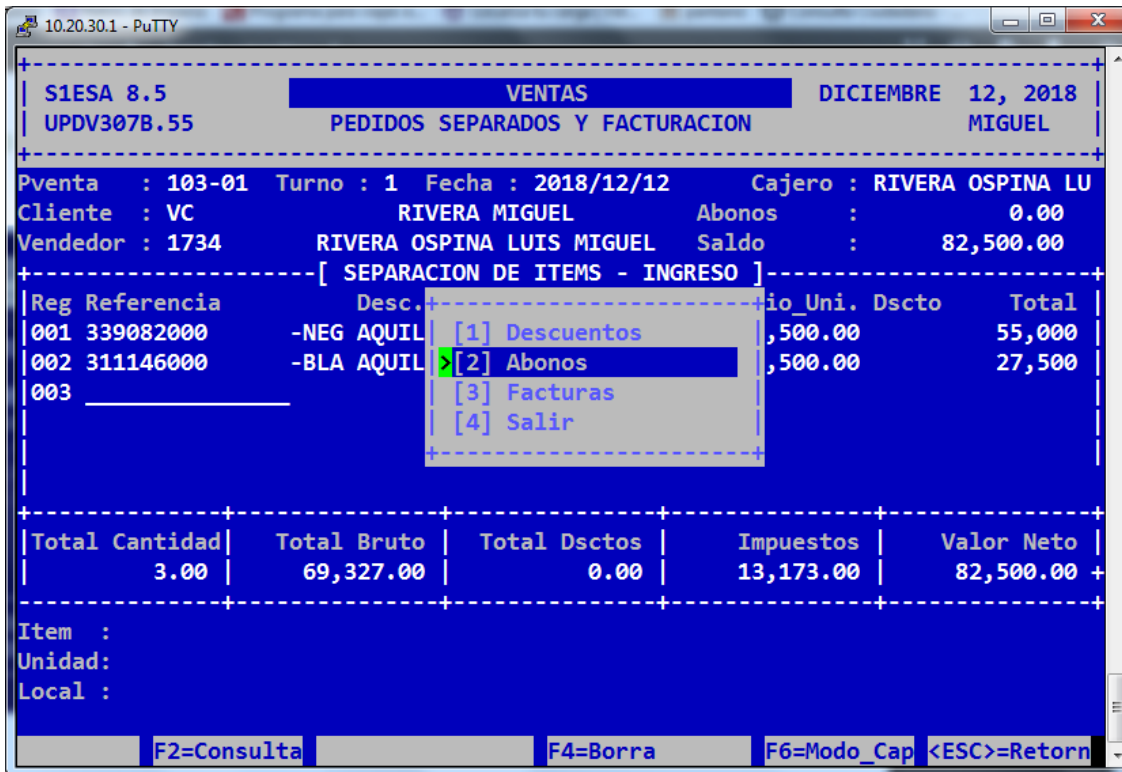 10.20.30.1 - PuTTY
S1ESA 8.5 VENTAS DICIEMBRE 12, 2018
UPDV307B.55 PEDIDOS SEPARADOS Y FACTURACION MIGUEL
Pventa : 103-01 Turno : 1 Fecha : 2018/12/12 Cajero : RIVERA OSPINA LU
Cliente : VC RIVERA MIGUEL Abonos : 0.00
Vendedor : 1734 RIVERA OSPINA LUIS MIGUEL Saldo : 82,500.00
[ SEPARACION DE ITEMS - INGRESO ]
Reg Referencia Desc. io_Uni. Dscto Total
001 339082000 -NEG AQUIL [1] Descuentos ,500.00 55,000
002 311146000 -BLA AQUIL >[2] Abonos ,500.00 27,500
003 _______________ [3] Facturas
[4] Salir
Total Cantidad| Total Bruto | Total Dsctos | Impuestos | Valor Neto |
3.00 | 69,327.00 | 0.00 | 13,173.00 | 82,500.00 +
Item :
Unidad:
Local :
F2=Consulta F4=Borra F6=Modo_Cap <ESC>=Retorn